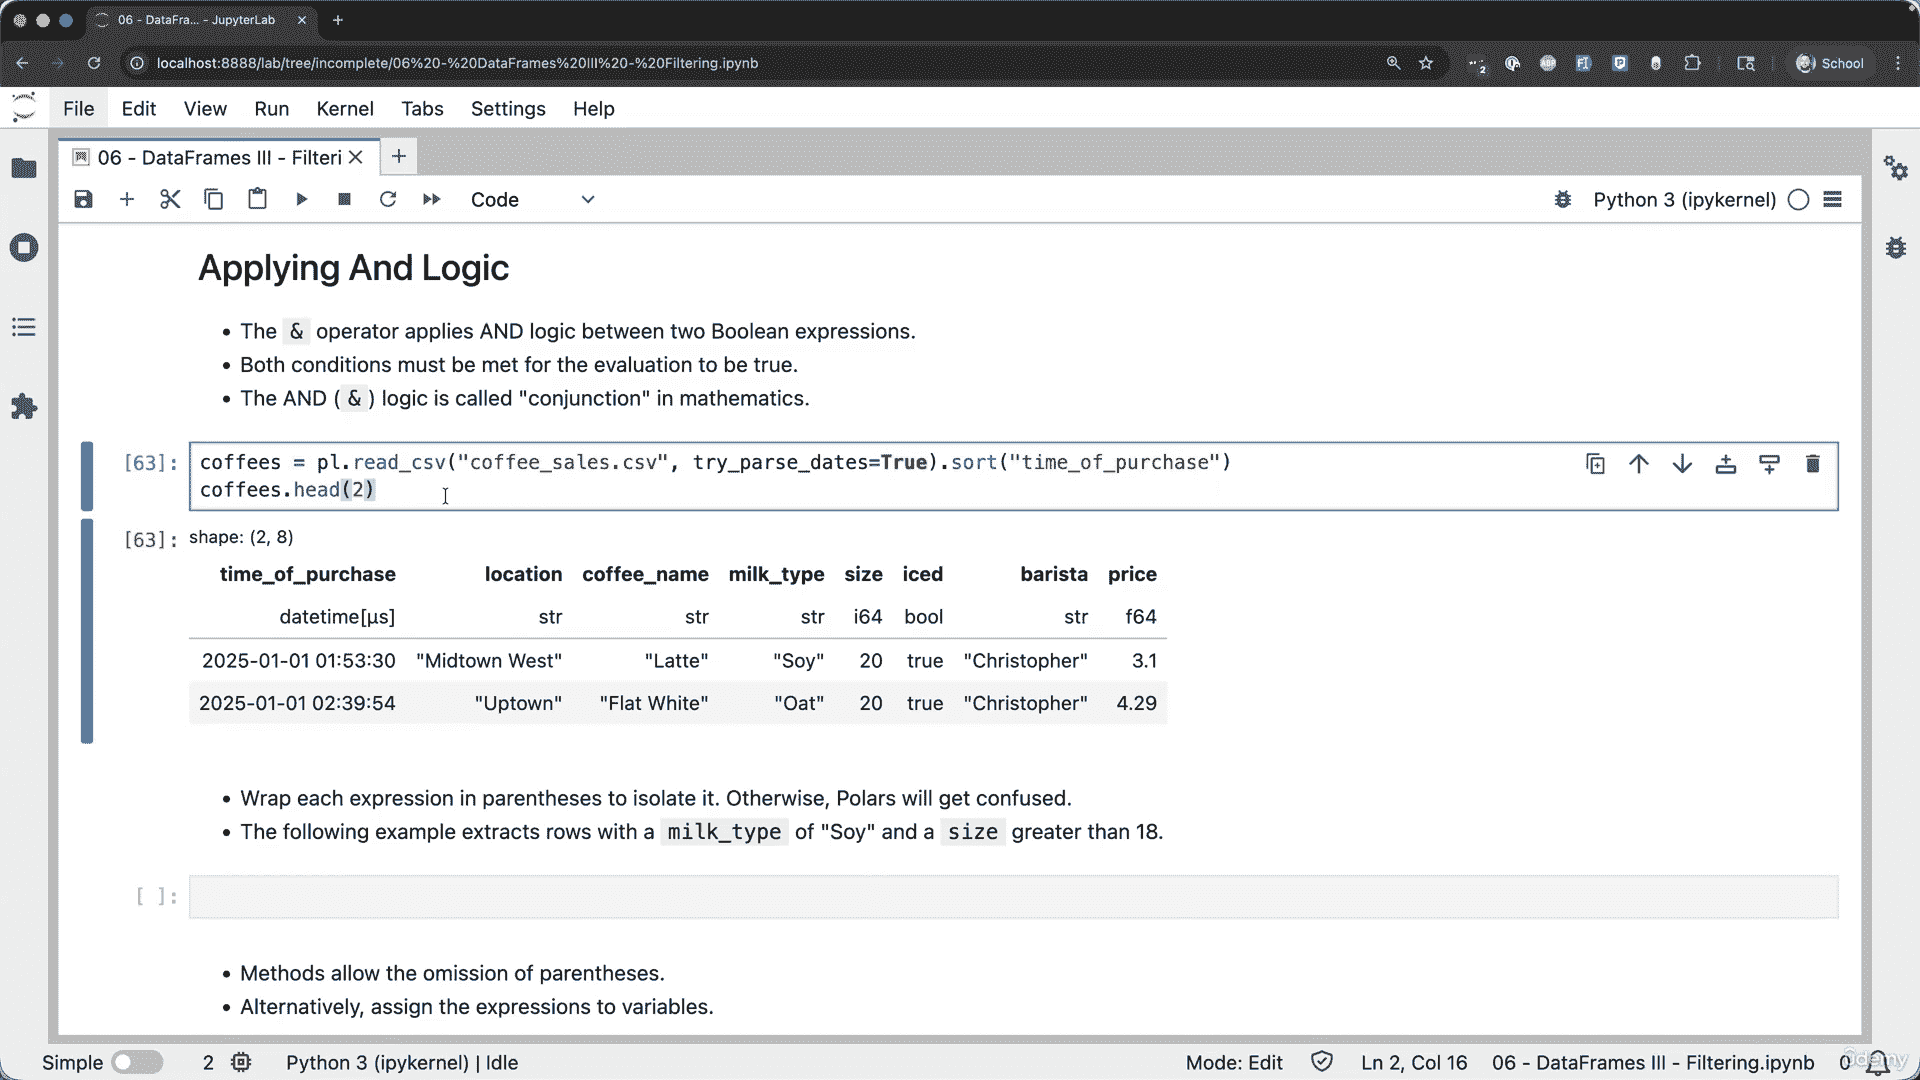 06 - DataFra... - JupyterLab
localhost:8888/lab/tree/incomplete/06%20-%20DataFrames%20III%20-%20Filtering.ipynb
2
School
File Edit View Run Kernel Tabs Settings Help
06 - DataFrames III - Filteri
Code
Python 3 (ipykernel)
Applying And Logic
• The & operator applies AND logic between two Boolean expressions.
• Both conditions must be met for the evaluation to be true.
• The AND ( & ) logic is called "conjunction" in mathematics.
[63]: coffees = pl.read_csv("coffee_sales.csv", try_parse_dates=True).sort("time_of_purchase")
coffees.head(2)
[63]: shape: (2, 8)
time_of_purchase location coffee_name milk_type size iced barista price
datetime[μs] str str str i64 bool str f64
2025-01-01 01:53:30 "Midtown West" "Latte" "Soy" 20 true "Christopher" 3.1
2025-01-01 02:39:54 "Uptown" "Flat White" "Oat" 20 true "Christopher" 4.29
• Wrap each expression in parentheses to isolate it. Otherwise, Polars will get confused.
• The following example extracts rows with a milk_type of "Soy" and a size greater than 18.
[ ]:
• Methods allow the omission of parentheses.
• Alternatively, assign the expressions to variables.
Simple 2 Python 3 (ipykernel) | Idle Mode: Edit Ln 2, Col 16 06 - DataFrames III - Filtering.ipynb 0
udemy